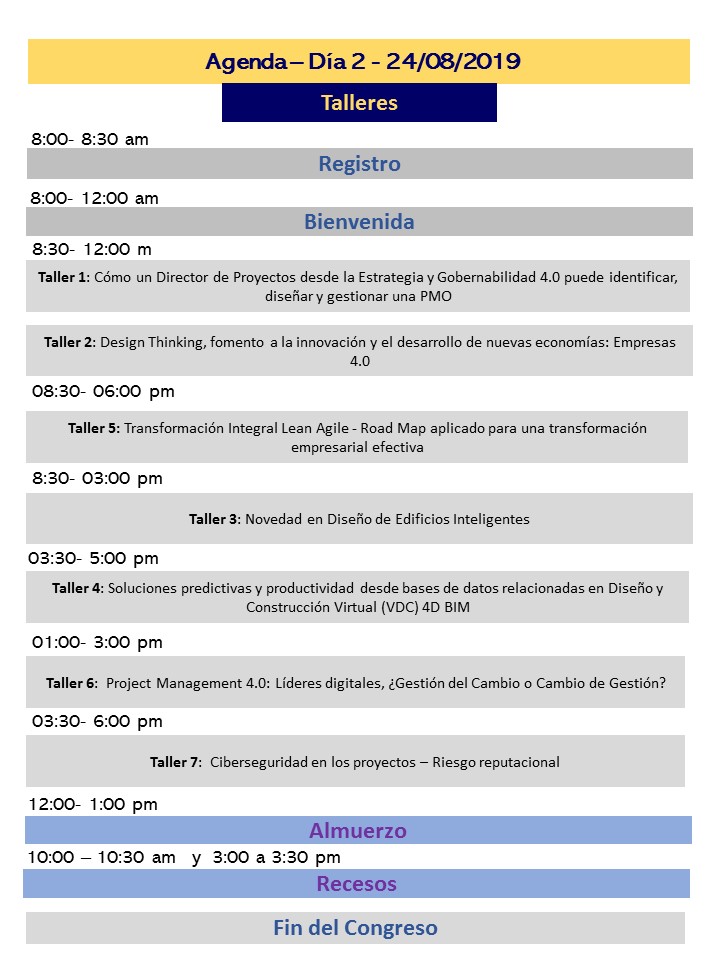 Agenda – Día 2 - 24/08/2019
Talleres
8:00- 8:30 am
Registro
8:00- 12:00 am
Bienvenida
8:30- 12:00 m
Taller 1: Cómo un Director de Proyectos desde la Estrategia y Gobernabilidad 4.0 puede identificar,
diseñar y gestionar una PMO
Taller 2: Design Thinking, fomento a la innovación y el desarrollo de nuevas economías: Empresas
4.0
08:30- 06:00 pm
Taller 5: Transformación Integral Lean Agile - Road Map aplicado para una transformación
empresarial efectiva
8:30- 03:00 pm
Taller 3: Novedad en Diseño de Edificios Inteligentes
03:30- 5:00 pm
Taller 4: Soluciones predictivas y productividad desde bases de datos relacionadas en Diseño y
Construcción Virtual (VDC) 4D BIM
01:00- 3:00 pm
Taller 6: Project Management 4.0: Líderes digitales, ¿Gestión del Cambio o Cambio de Gestión?
03:30- 6:00 pm
Taller 7: Ciberseguridad en los proyectos – Riesgo reputacional
12:00- 1:00 pm
Almuerzo
10:00 – 10:30 am y 3:00 a 3:30 pm
Recesos
Fin del Congreso